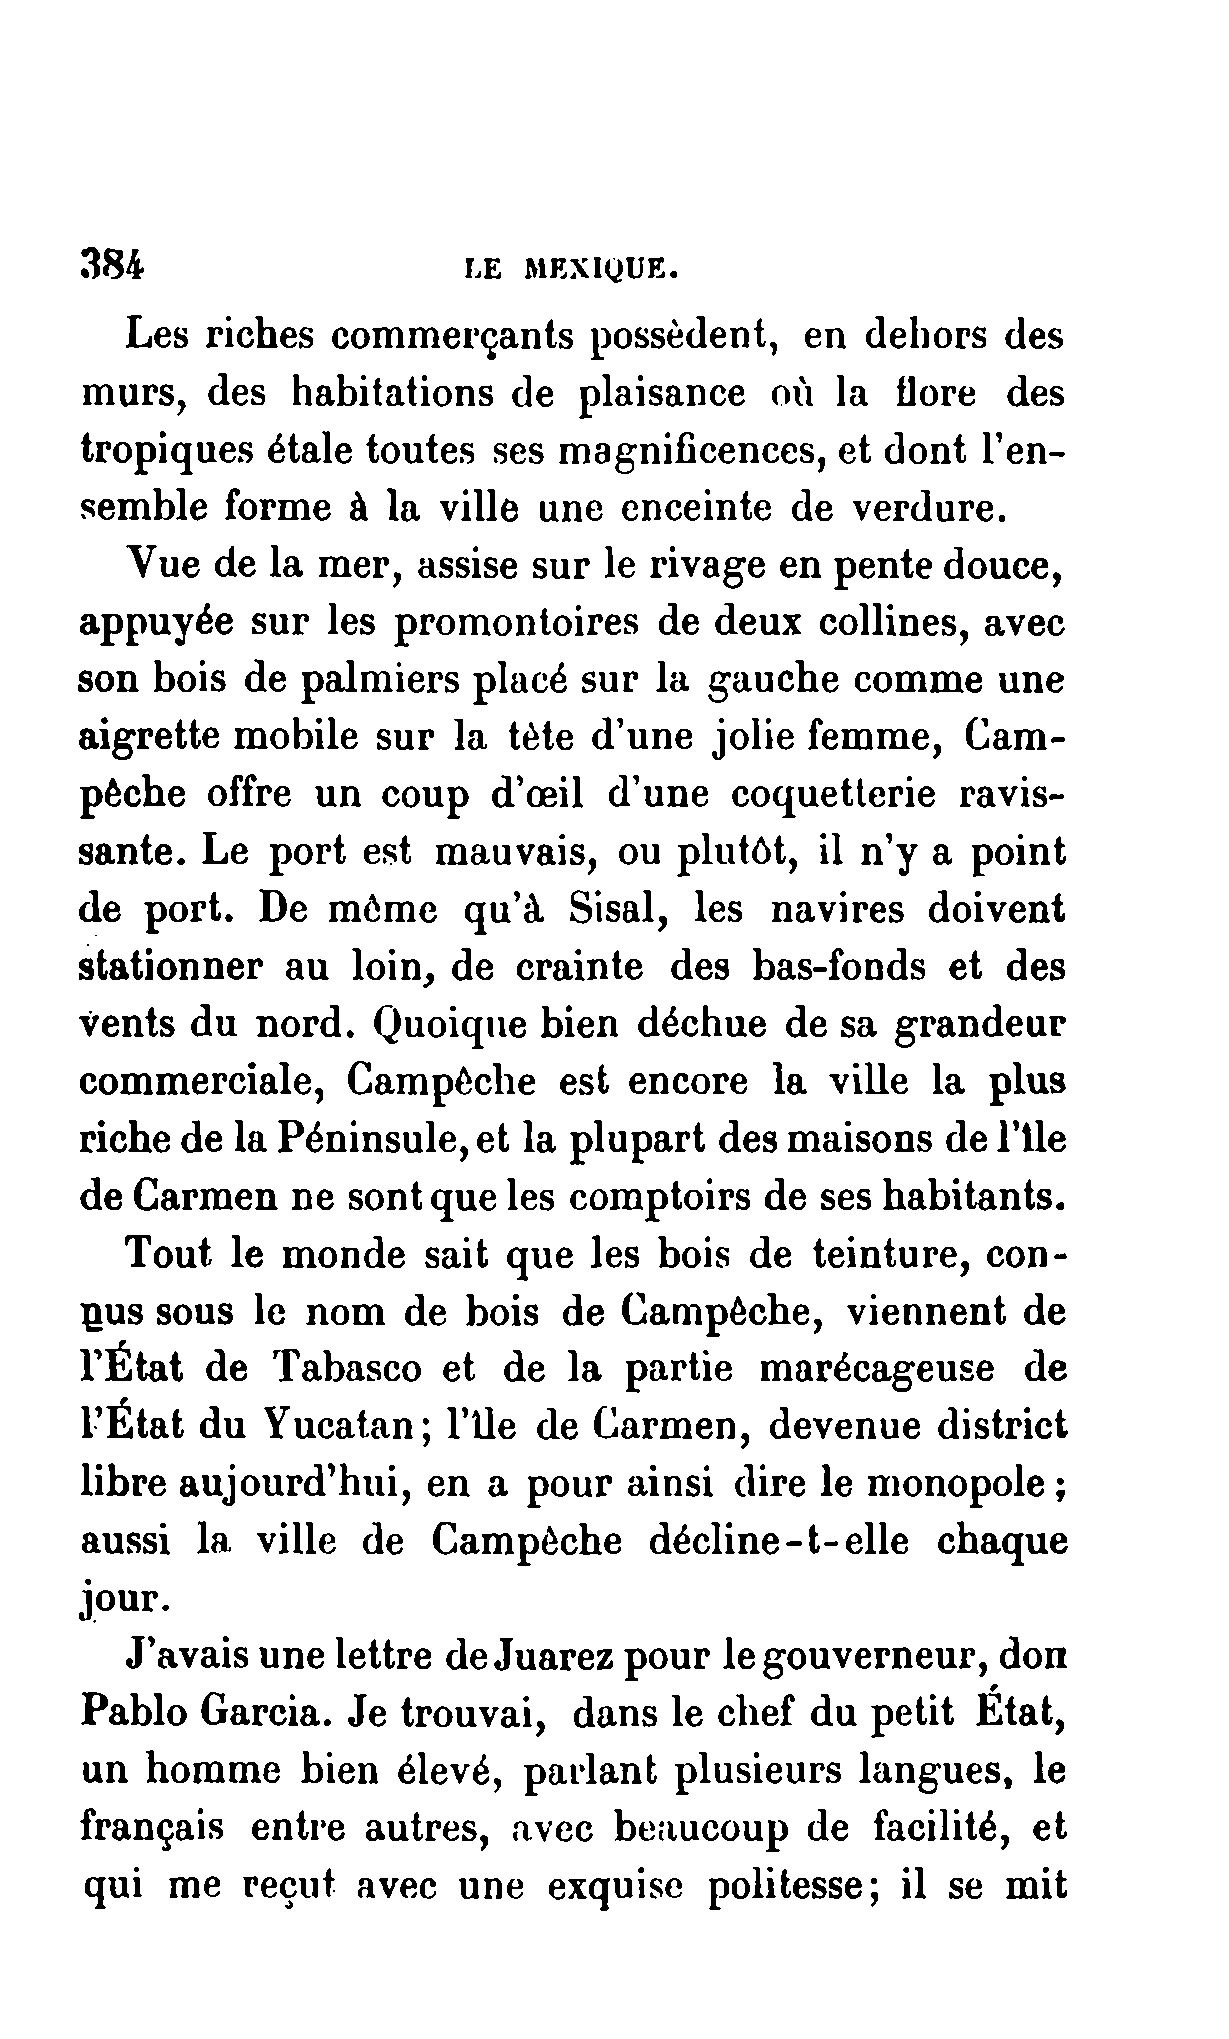 384 LE MEXIQUE.
Les riches commerçants possèdent, en dehors des
murs, des habitations de plaisance où la flore des
tropiques étale toutes ses magnificences, et dont l'en-
semble forme à la ville une enceinte de verdure.
Vue de la mer, assise sur le rivage en pente douce,
appuyée sur les promontoires de deux collines, avec
son bois de palmiers placé sur la gauche comme une
aigrette mobile sur la tête d'une jolie femme, Cam-
pêche offre un coup d'œil d'une coquetterie ravis-
sante. Le port est mauvais, ou plutôt, il n'y a point
de port. De même qu'à Sisal, les navires doivent
stationner au loin, de crainte des bas-fonds et des
vents du nord. Quoique bien déchue de sa grandeur
commerciale, Campêche est encore la ville la plus
riche de la Péninsule, et la plupart des maisons de l'île
de Carmen ne sont que les comptoirs de ses habitants.
Tout le monde sait que les bois de teinture, con-
nus sous le nom de bois de Campêche, viennent de
l'État de Tabasco et de la partie marécageuse de
l'État du Yucatan; l'île de Carmen, devenue district
libre aujourd'hui, en a pour ainsi dire le monopole;
aussi la ville de Campêche décline-t-elle chaque
jour.
J'avais une lettre de Juarez pour le gouverneur, don
Pablo Garcia. Je trouvai, dans le chef du petit État,
un homme bien élevé, parlant plusieurs langues, le
français entre autres, avec beaucoup de facilité, et
qui me reçut avec une exquise politesse; il se mit